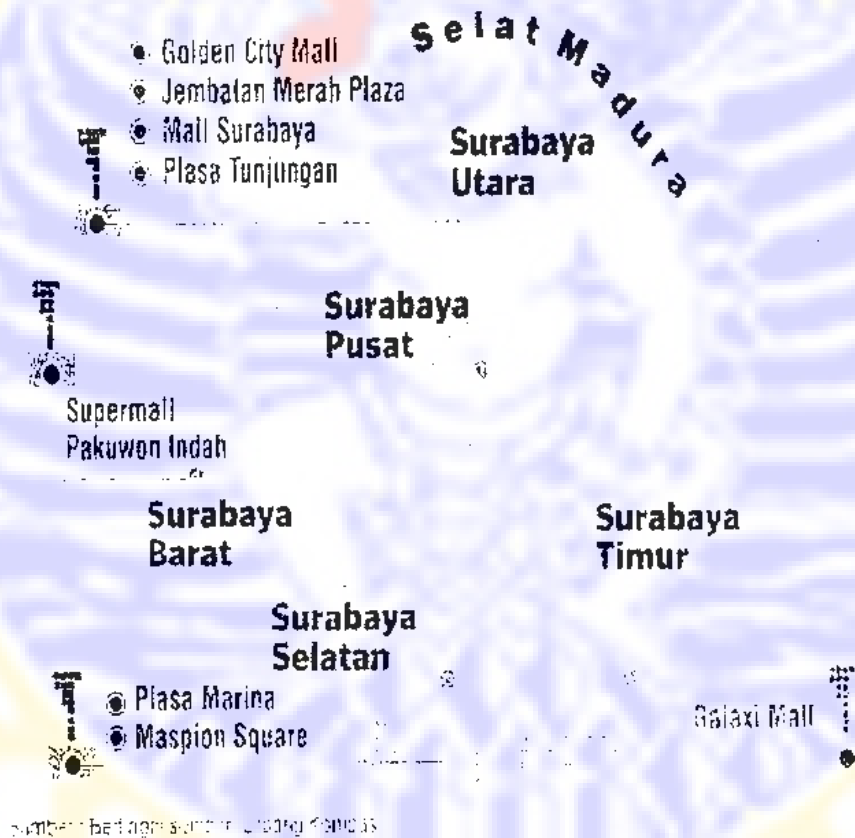 Selat Madura
Golden City Mall
Jembatan Merah Plaza
Mall Surabaya
Plasa Tunjungan
Surabaya
Utara
Surabaya
Pusat
Supermall
Pakuwon Indah
Surabaya
Barat
Surabaya
Timur
Surabaya
Selatan
Plasa Marina
Maspion Square
Galaxi Mall